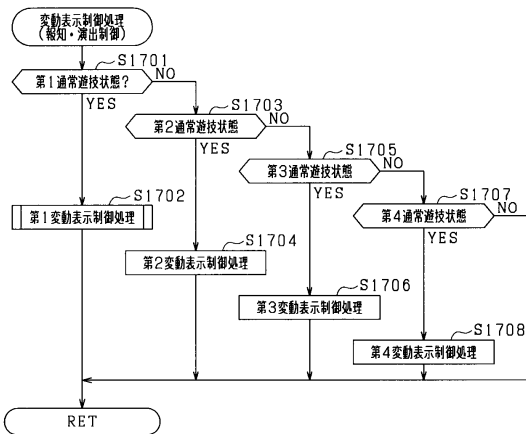 変動表示制御処理
(報知・演出制御)
S1701
第1通常遊技状態?
NO
YES
S1703
第2通常遊技状態
NO
YES
S1705
第3通常遊技状態
NO
YES
S1707
第4通常遊技状態
NO
YES
S1702
第1変動表示制御処理
S1704
第2変動表示制御処理
S1706
第3変動表示制御処理
S1708
第4変動表示制御処理
RET